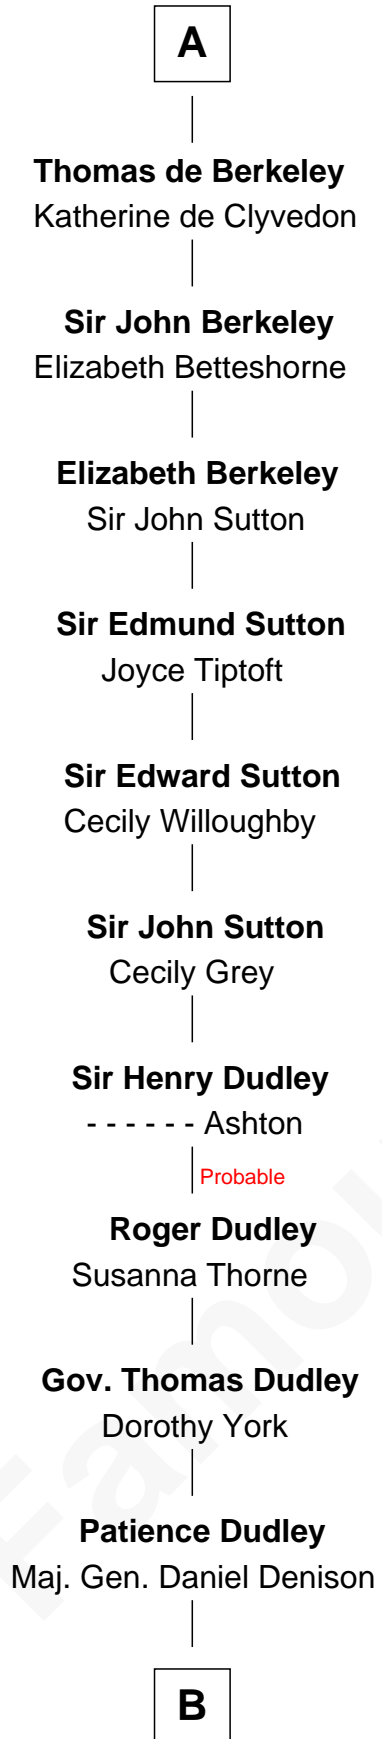 A
Thomas de Berkeley
Katherine de Clyvedon
Sir John Berkeley
Elizabeth Betteshorne
Elizabeth Berkeley
Sir John Sutton
Sir Edmund Sutton
Joyce Tiptoft
Sir Edward Sutton
Cecily Willoughby
Sir John Sutton
Cecily Grey
Sir Henry Dudley
- - - - - - Ashton
Probable
Roger Dudley
Susanna Thorne
Gov. Thomas Dudley
Dorothy York
Patience Dudley
Maj. Gen. Daniel Denison
B